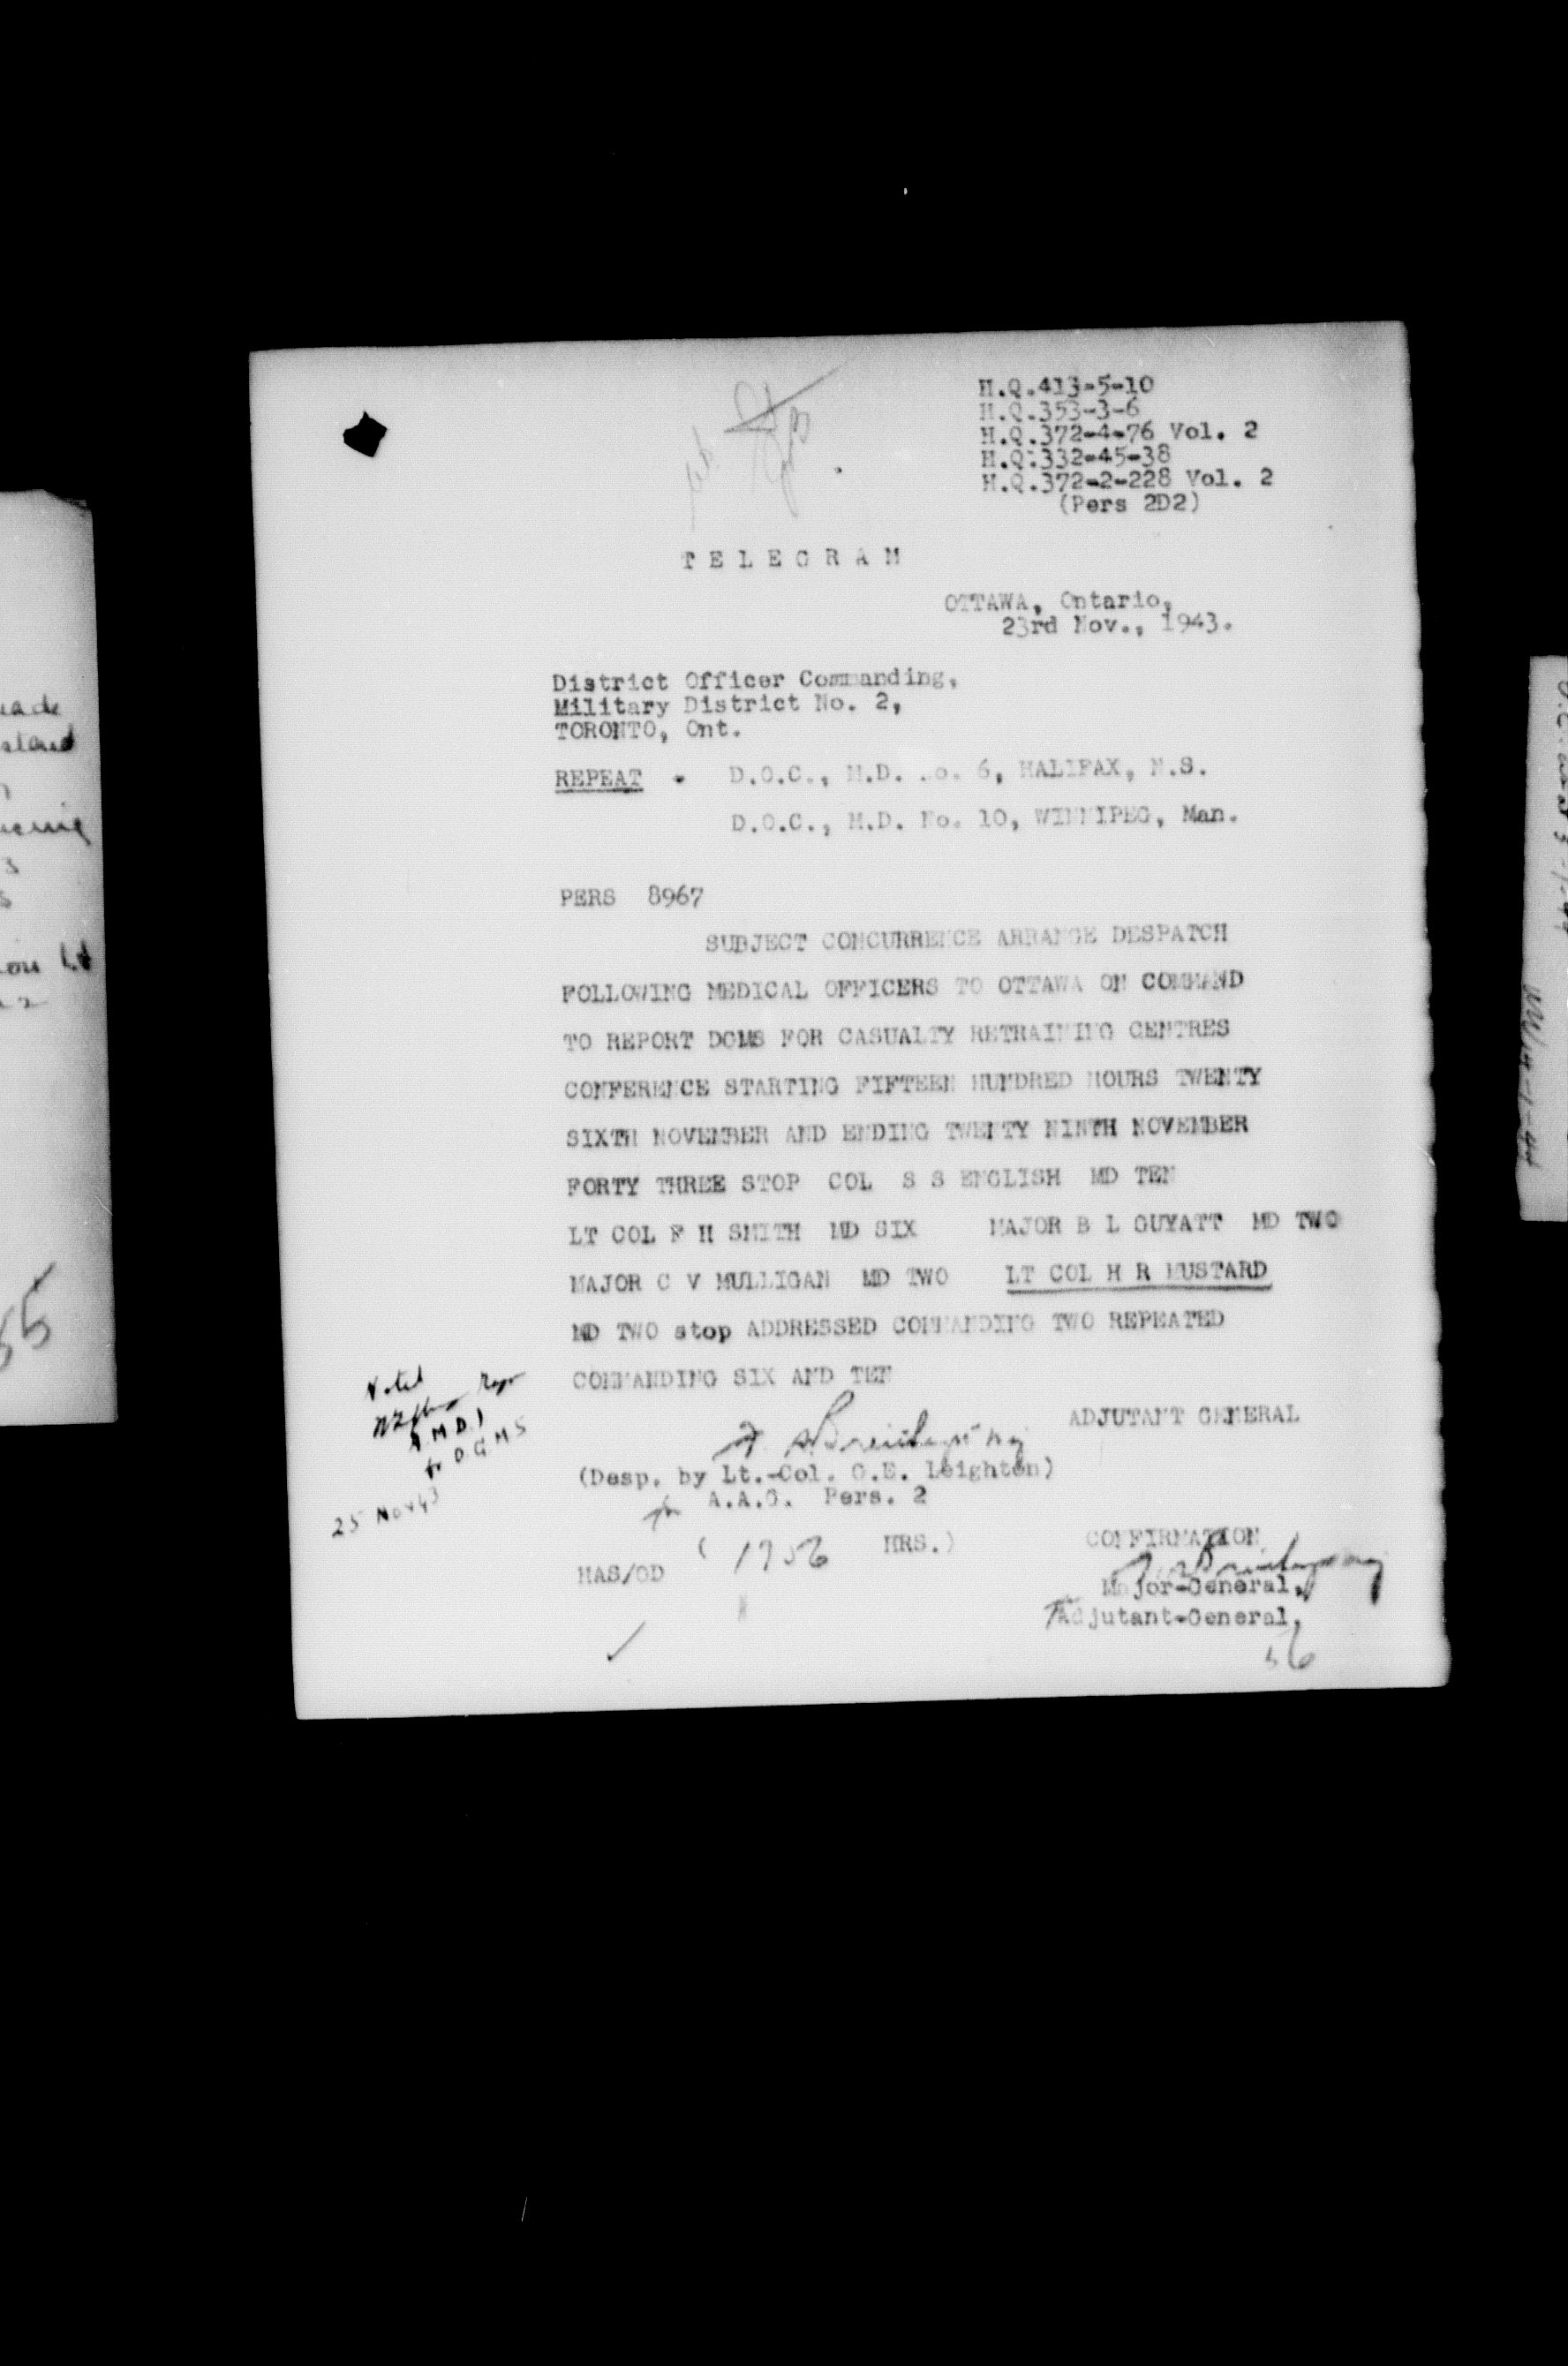 H.Q.413-5-10
H.Q.353-3-6
H.Q.372-4-76 Vol. 2
H.Q.332-45-38
H.Q.372-2-228 Vol. 2
(Pers 2D2)
TELEGRAM
OTTAWA, Ontario,
23rd Nov., 1943.
District Officer Commanding,
Military District No. 2,
TORONTO, Ont.
REPEAT - D.O.C., M.D. No. 6, HALIFAX, N.S.
D.O.C., M.D. No. 10, WINNIPEG, Man.
PERS 8967
SUBJECT CONCURRENCE ARRANGE DESPATCH
FOLLOWING MEDICAL OFFICERS TO OTTAWA ON COMMAND
TO REPORT DGMS FOR CASUALTY RETRAINING CENTRES
CONFERENCE STARTING FIFTEEN HUNDRED HOURS TWENTY
SIXTH NOVEMBER AND ENDING TWENTY NINTH NOVEMBER
FORTY THREE STOP COL S S ENGLISH MD TEN
LT COL F H SMITH MD SIX MAJOR B L GUYATT MD TWO
MAJOR C V MULLIGAN MD TWO LT COL H R MUSTARD
MD TWO stop ADDRESSED COMMANDING TWO REPEATED
COMMANDING SIX AND TEN
ADJUTANT GENERAL
(Desp. by Lt.-Col. O.E. Leighton)
A.A.G. Pers. 2
(1756 HRS.)
HAS/OD
CONFIRMATION
Major-General,
Adjutant-General.
56
Noted
A.M.D.1
for D.G.M.S
25 Nov 43
55